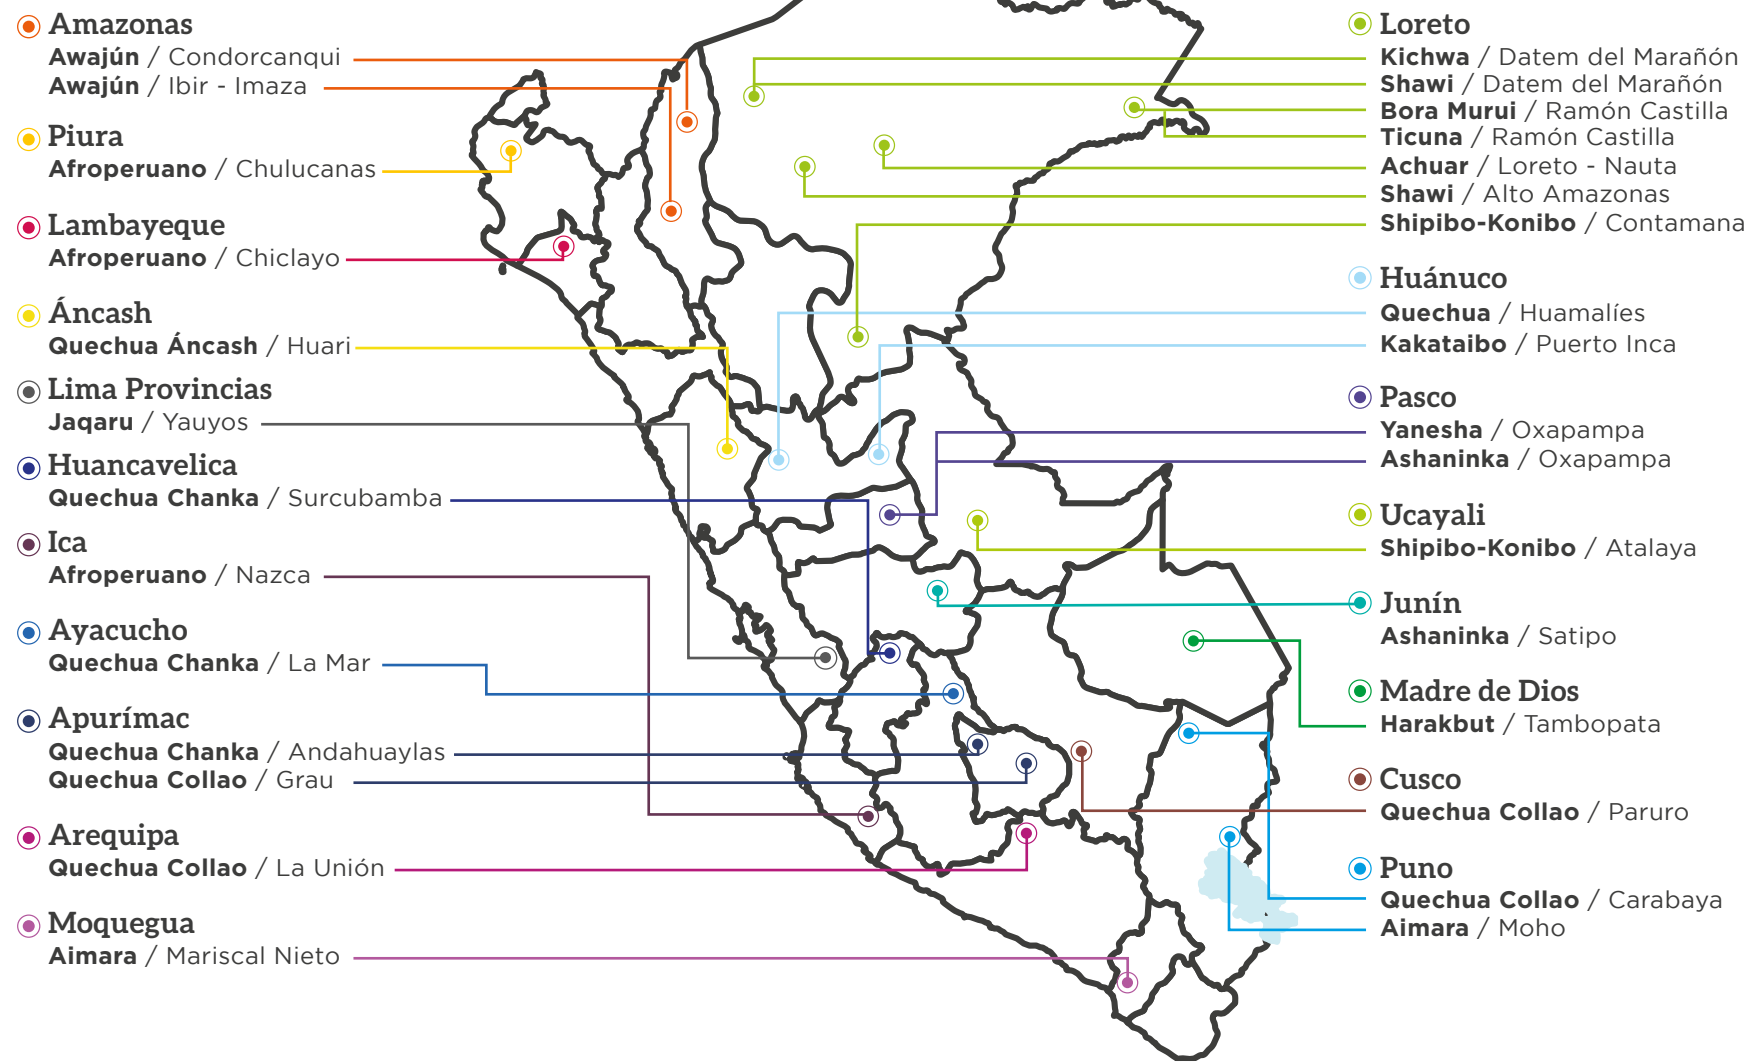 Amazonas
Awajún / Condorcanqui
Awajún / Ibir - Imaza
Piura
Afroperuano / Chulucanas
Lambayeque
Afroperuano / Chiclayo
Áncash
Quechua Áncash / Huari
Lima Provincias
Jaqaru / Yauyos
Huancavelica
Quechua Chanka / Surcubamba
Ica
Afroperuano / Nazca
Ayacucho
Quechua Chanka / La Mar
Apurímac
Quechua Chanka / Andahuaylas
Quechua Collao / Grau
Arequipa
Quechua Collao / La Unión
Moquegua
Aimara / Mariscal Nieto
Loreto
Kichwa / Datem del Marañón
Shawi / Datem del Marañón
Bora Murui / Ramón Castilla
Ticuna / Ramón Castilla
Achuar / Loreto - Nauta
Shawi / Alto Amazonas
Shipibo-Konibo / Contamana
Huánuco
Quechua / Huamalíes
Kakataibo / Puerto Inca
Pasco
Yanesha / Oxapampa
Ashaninka / Oxapampa
Ucayali
Shipibo-Konibo / Atalaya
Junín
Ashaninka / Satipo
Madre de Dios
Harakbut / Tambopata
Cusco
Quechua Collao / Paruro
Puno
Quechua Collao / Carabaya
Aimara / Moho